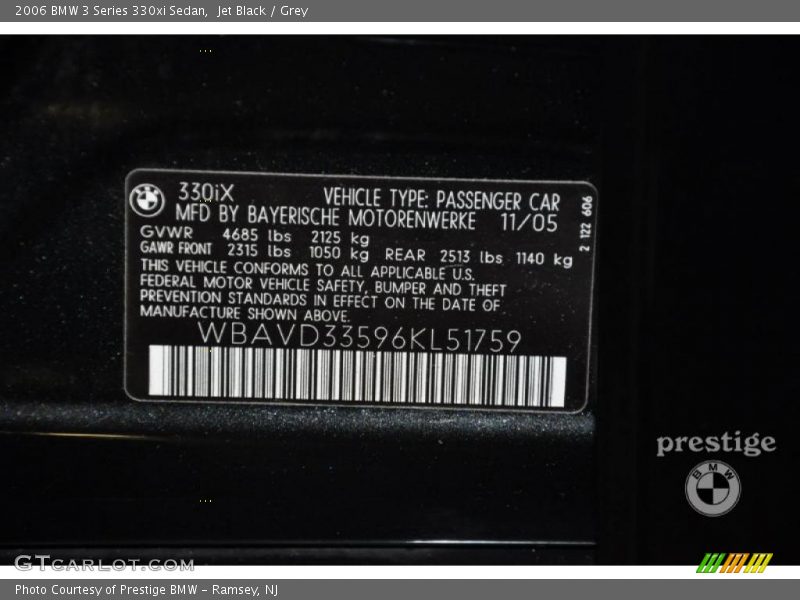 2006 BMW 3 Series 330xi Sedan,  Jet Black / Grey
330iX VEHICLE TYPE: PASSENGER CAR
MFD BY BAYERISCHE MOTORENWERKE 11/05
GVWR 4685 lbs 2125 kg
GAWR FRONT 2315 lbs 1050 kg REAR 2513 lbs 1140 kg
THIS VEHICLE CONFORMS TO ALL APPLICABLE U.S.
FEDERAL MOTOR VEHICLE SAFETY, BUMPER AND THEFT
PREVENTION STANDARDS IN EFFECT ON THE DATE OF
MANUFACTURE SHOWN ABOVE.
WBAVD33596KL51759
2 122 606
prestige
BMW
GTCARLOT.COM
Photo Courtesy of Prestige BMW - Ramsey, NJ